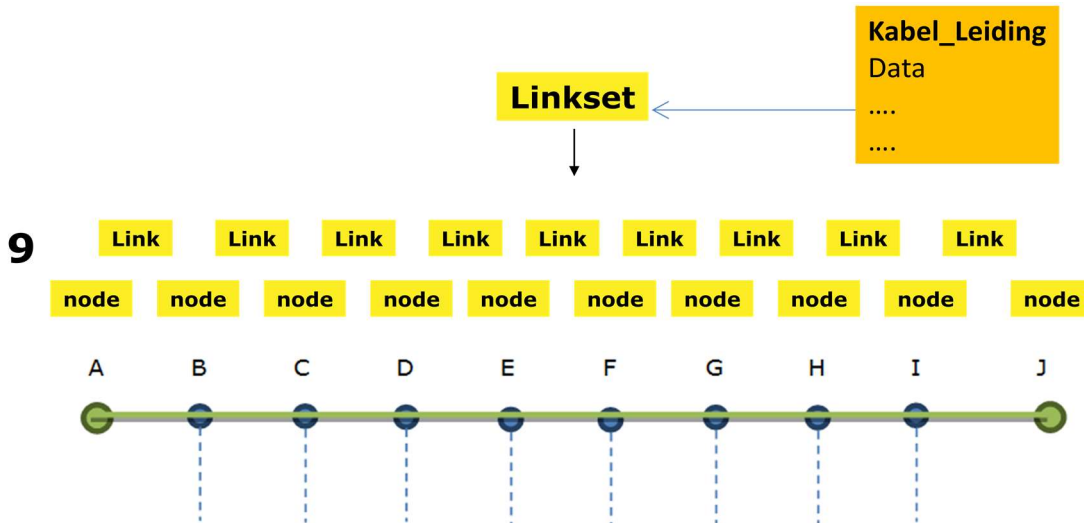 Kabel_Leiding
Data
....
....
Linkset
9
Link Link Link Link Link Link Link Link Link
node node node node node node node node node node
A B C D E F G H I J